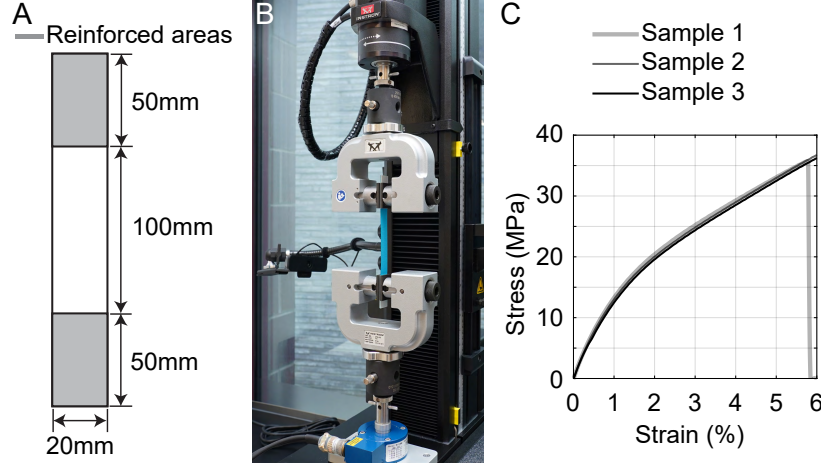 A
Reinforced areas
50mm
100mm
50mm
20mm
B
INSTRON
C
Sample 1
Sample 2
Sample 3
40
30
20
10
0
Stress (MPa)
0 1 2 3 4 5 6
Strain (%)